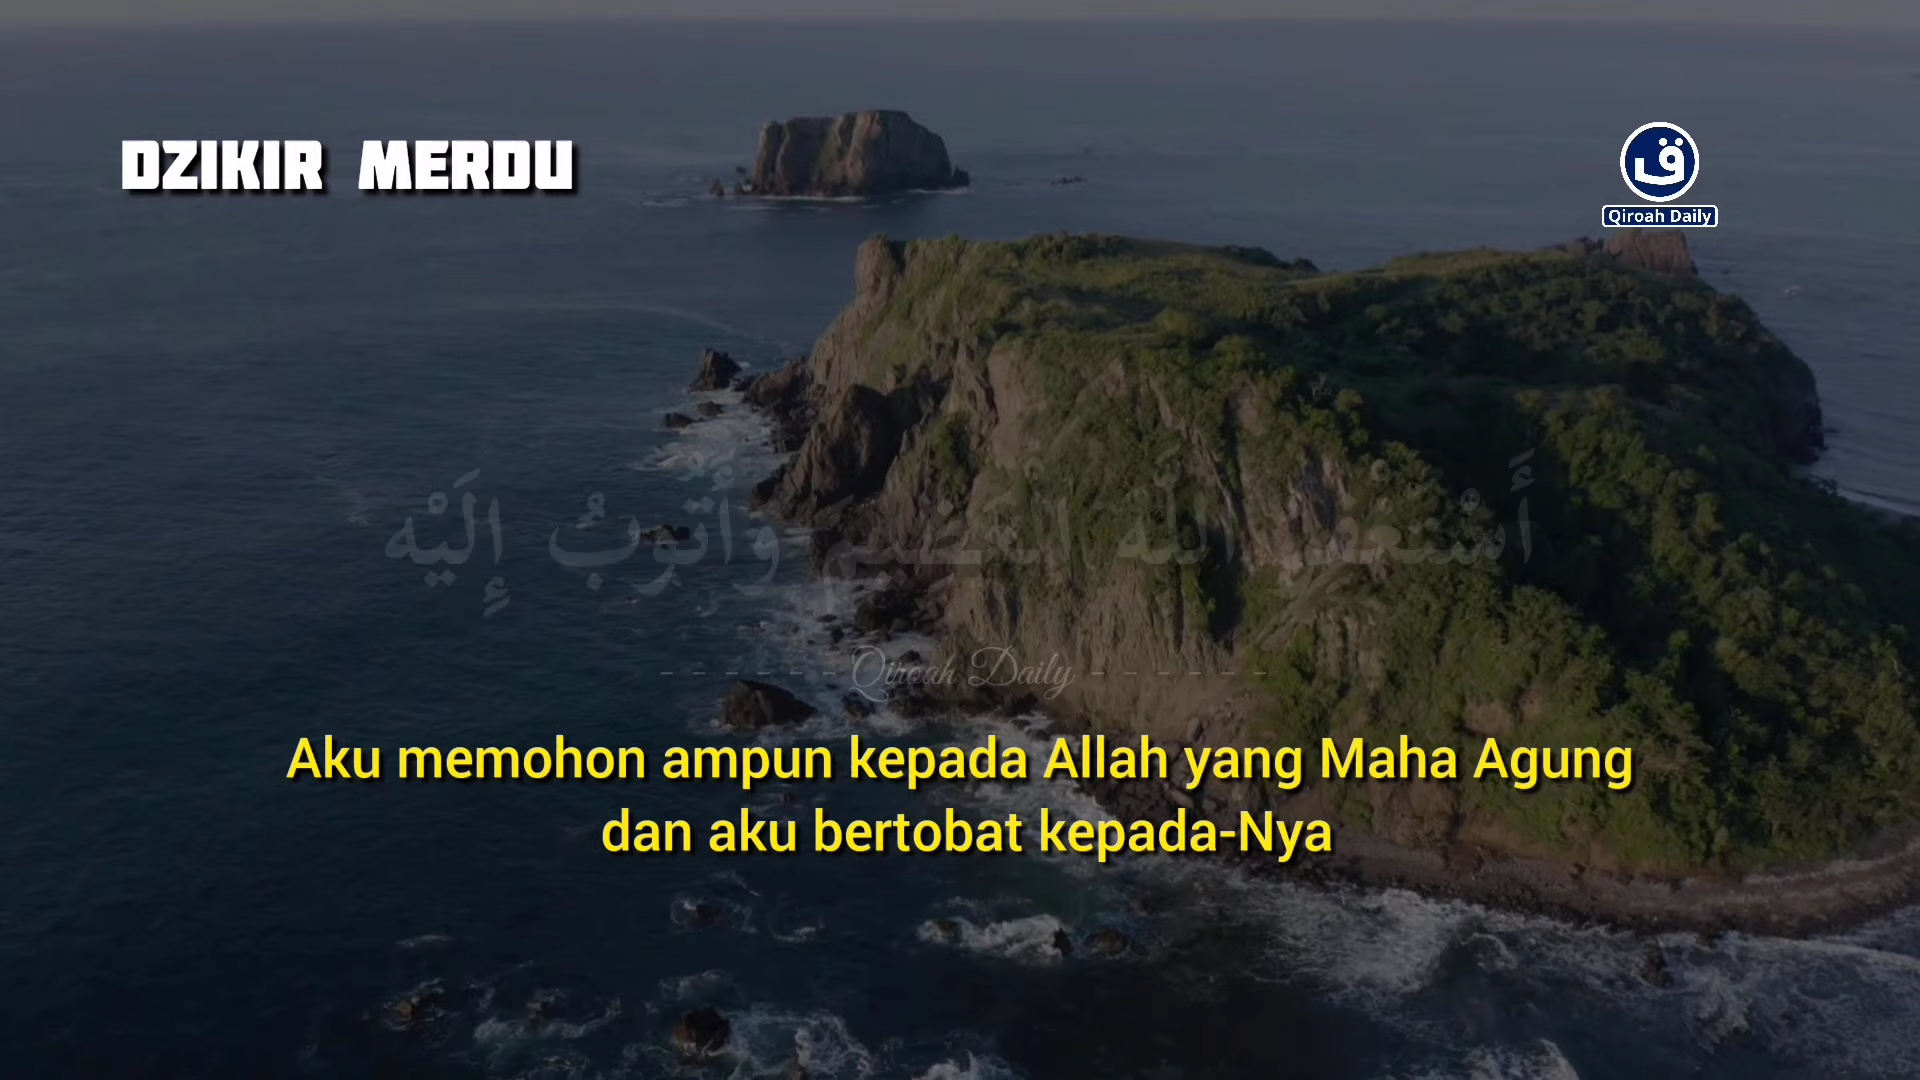 DZIKIR MERDU
ق
Qiroah Daily
أَسْتَغْفِرُ اللَّهَ الْعَظِيمَ وَأَتُوبُ إِلَيْهِ
- - - - - - Qiroah Daily - - - - - -
Aku memohon ampun kepada Allah yang Maha Agung
dan aku bertobat kepada-Nya